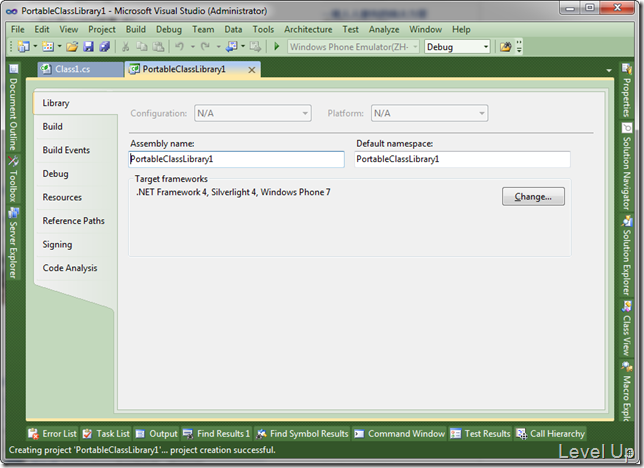 PortableClassLibrary1 - Microsoft Visual Studio (Administrator)
File Edit View Project Build Debug Team Data Tools Architecture Test Analyze Window Help
Windows Phone Emulator(ZH- Debug
Class1.cs PortableClassLibrary1
Document Outline
Toolbox
Server Explorer
Library
Build
Build Events
Debug
Resources
Reference Paths
Signing
Code Analysis
Configuration: N/A Platform: N/A
Assembly name: Default namespace:
PortableClassLibrary1 PortableClassLibrary1
Target frameworks
.NET Framework 4, Silverlight 4, Windows Phone 7
Change...
Properties
Solution Navigator
Solution Explorer
Class View
Macro Explo
Error List Task List Output Find Results 1 Find Symbol Results Command Window Test Results Call Hierarchy
Creating project 'PortableClassLibrary1'... project creation successful.
Level Up